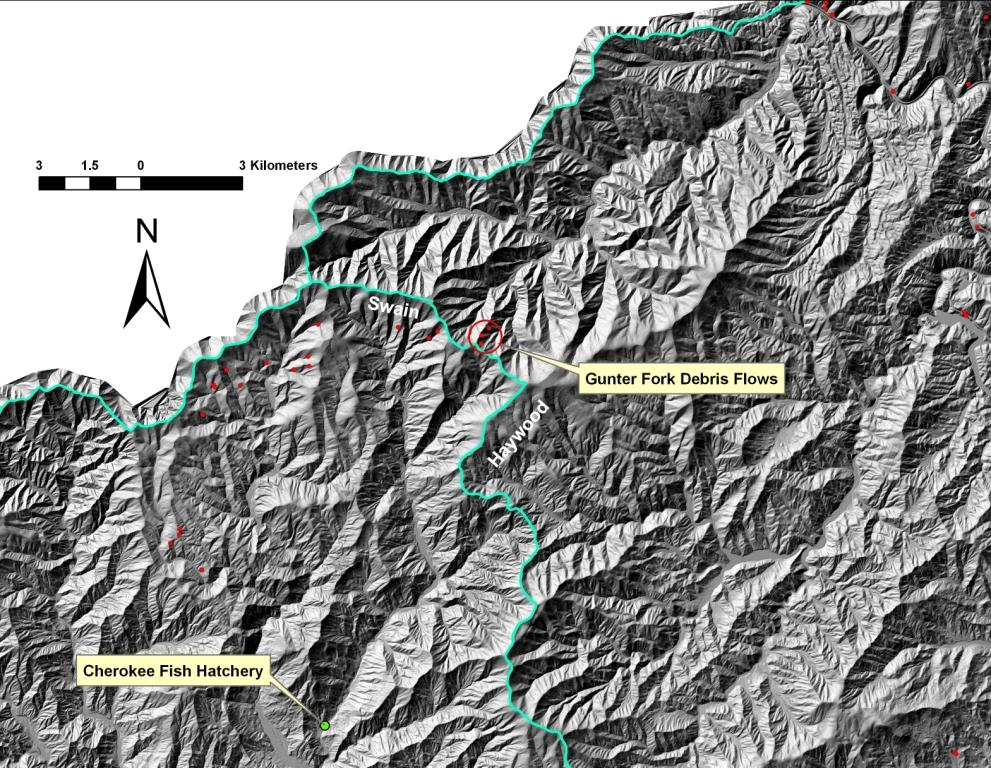 3 1.5 0 3 Kilometers
N
Swain
Gunter Fork Debris Flows
Haywood
Cherokee Fish Hatchery